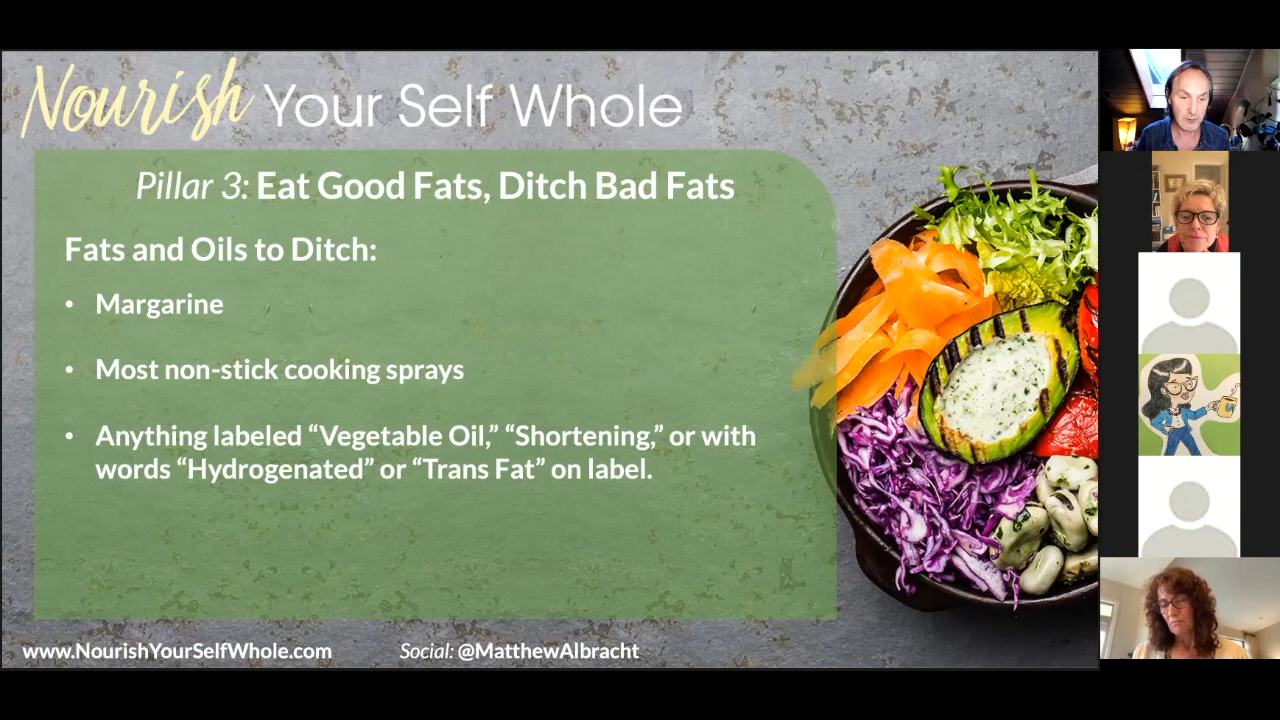 Nourish Your Self Whole
Pillar 3: Eat Good Fats, Ditch Bad Fats
Fats and Oils to Ditch:
• Margarine
• Most non-stick cooking sprays
• Anything labeled “Vegetable Oil,” “Shortening,” or with
words “Hydrogenated” or “Trans Fat” on label.
www.NourishYourSelfWhole.com Social: @MatthewAlbracht